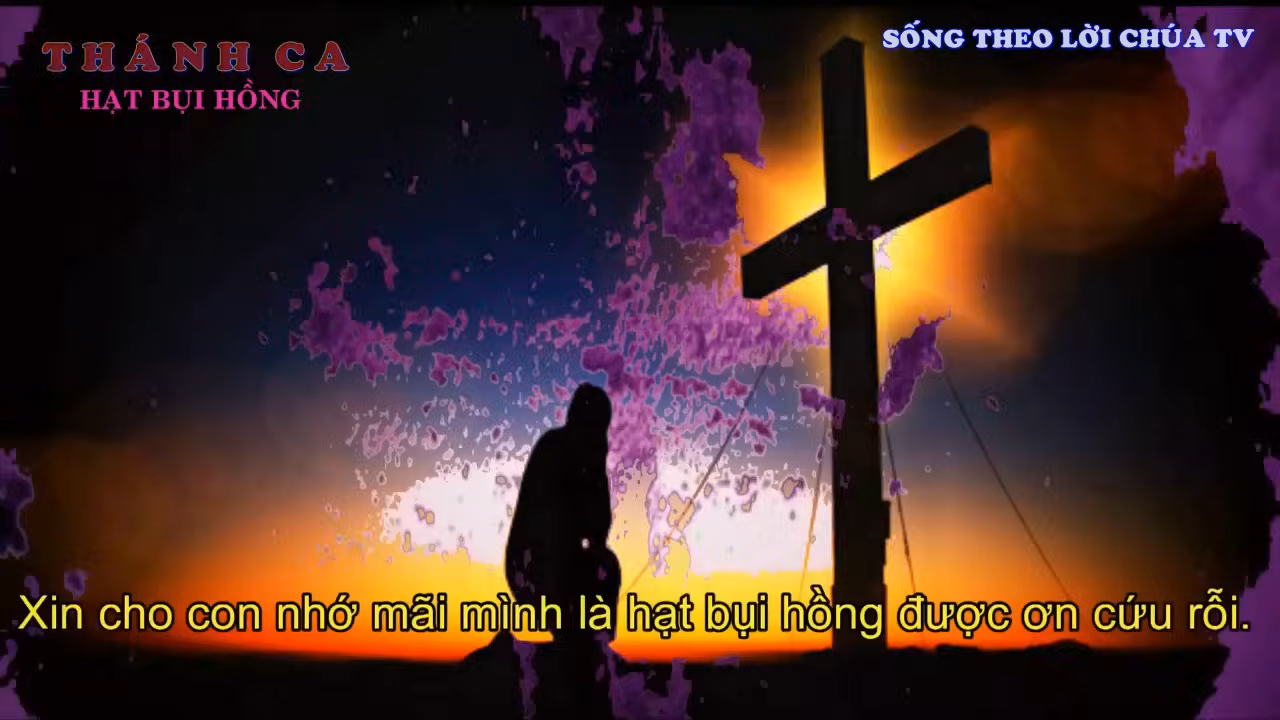 THÁNH CA
HẠT BỤI HỒNG
SỐNG THEO LỜI CHÚA TV
Xin cho con nhớ mãi mình là hạt bụi hồng được ơn cứu rỗi.